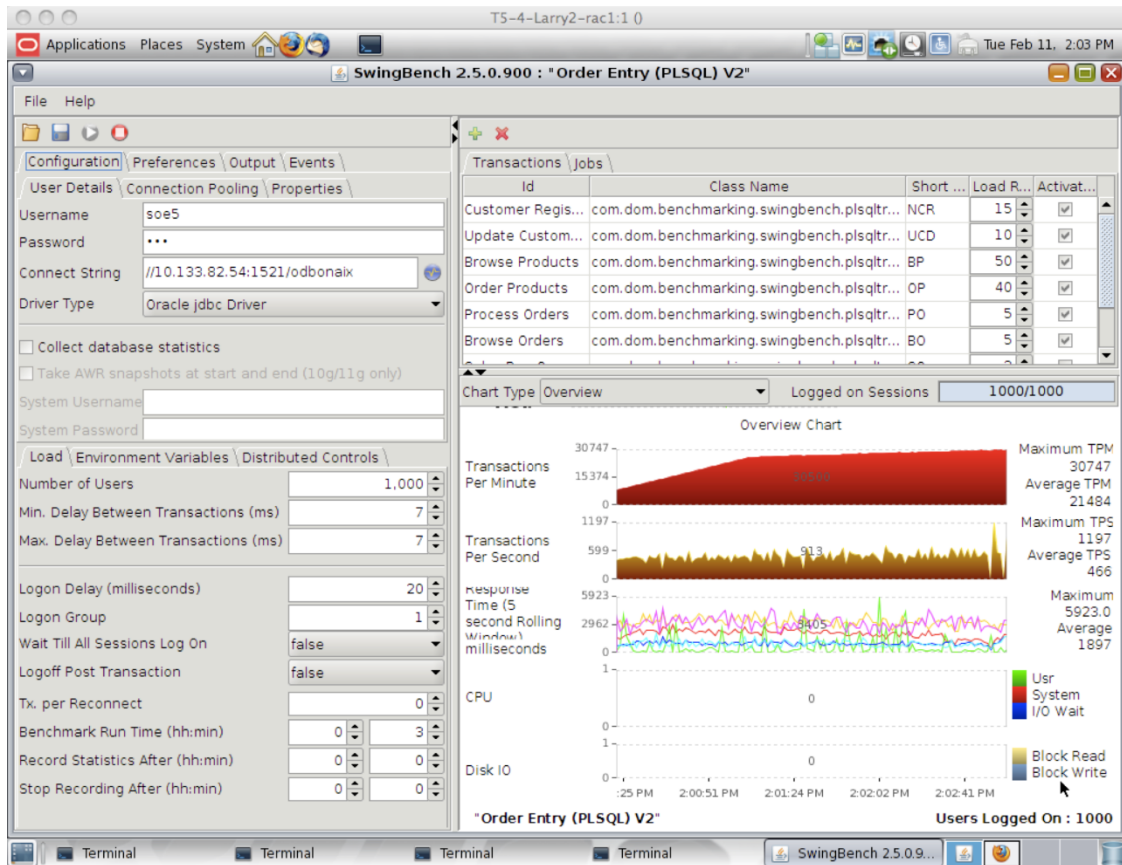 T5-4-Larry2-rac1:1 ()
Applications Places System Tue Feb 11, 2:03 PM
SwingBench 2.5.0.900 : "Order Entry (PLSQL) V2"
File Help
Configuration Preferences Output Events
User Details Connection Pooling Properties
Username soe5
Password •••
Connect String //10.133.82.54:1521/odbonaix
Driver Type Oracle jdbc Driver
Collect database statistics
Take AWR snapshots at start and end (10g/11g only)
System Username
System Password
Load Environment Variables Distributed Controls
Number of Users 1,000
Min. Delay Between Transactions (ms) 7
Max. Delay Between Transactions (ms) 7
Logon Delay (milliseconds) 20
Logon Group 1
Wait Till All Sessions Log On false
Logoff Post Transaction false
Tx. per Reconnect 0
Benchmark Run Time (hh:min) 0 3
Record Statistics After (hh:min) 0 0
Stop Recording After (hh:min) 0 0
Transactions Jobs
Id Class Name Short ... Load R... Activat...
Customer Regis... com.dom.benchmarking.swingbench.plsqltr... NCR 15
Update Custom... com.dom.benchmarking.swingbench.plsqltr... UCD 10
Browse Products com.dom.benchmarking.swingbench.plsqltr... BP 50
Order Products com.dom.benchmarking.swingbench.plsqltr... OP 40
Process Orders com.dom.benchmarking.swingbench.plsqltr... PO 5
Browse Orders com.dom.benchmarking.swingbench.plsqltr... BO 5
Chart Type Overview Logged on Sessions 1000/1000
Overview Chart
Transactions Per Minute
30747
15374
0
Maximum TPM
30747
Average TPM
21484
Transactions Per Second
1197
599
0
913
Maximum TPS
1197
Average TPS
466
Response
Time (5
second Rolling
Window)
milliseconds
5923
2962
0
3405
Maximum
5923.0
Average
1897
CPU
1
0
0
Usr
System
I/O Wait
Disk IO
1
0
0
Block Read
Block Write
:25 PM 2:00:51 PM 2:01:24 PM 2:02:02 PM 2:02:41 PM
"Order Entry (PLSQL) V2" Users Logged On : 1000
Terminal Terminal Terminal Terminal SwingBench 2.5.0.9...